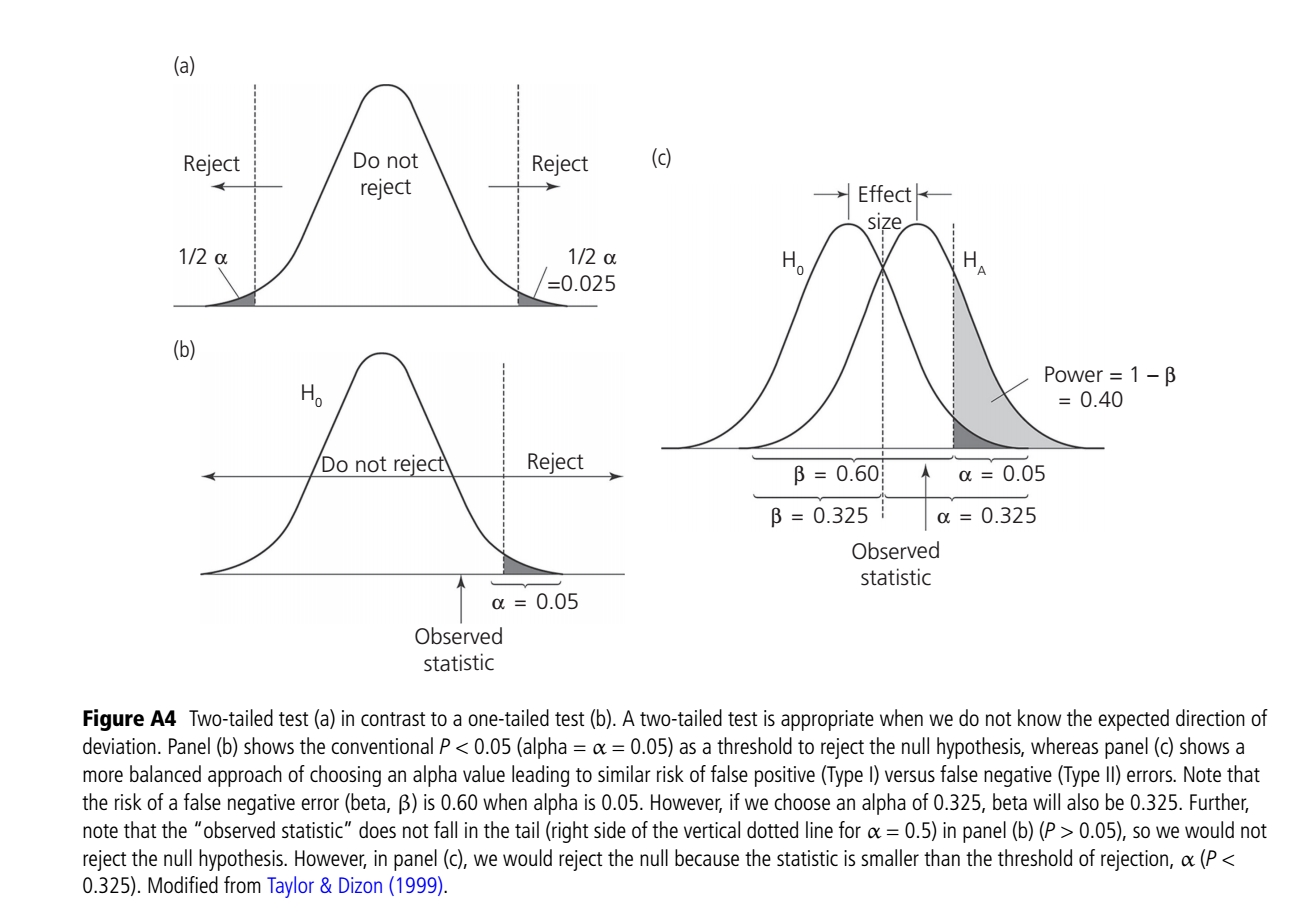 (a)
Reject
Do not
reject
Reject
1/2 α
1/2 α
=0.025
(b)
H0
Do not reject
Reject
α = 0.05
Observed
statistic
(c)
Effect
size
H0
HA
Power = 1 – β
= 0.40
β = 0.60
α = 0.05
β = 0.325
α = 0.325
Observed
statistic
Figure A4 Two-tailed test (a) in contrast to a one-tailed test (b). A two-tailed test is appropriate when we do not know the expected direction of
deviation. Panel (b) shows the conventional P < 0.05 (alpha = α = 0.05) as a threshold to reject the null hypothesis, whereas panel (c) shows a
more balanced approach of choosing an alpha value leading to similar risk of false positive (Type I) versus false negative (Type II) errors. Note that
the risk of a false negative error (beta, β) is 0.60 when alpha is 0.05. However, if we choose an alpha of 0.325, beta will also be 0.325. Further,
note that the "observed statistic" does not fall in the tail (right side of the vertical dotted line for α = 0.5) in panel (b) (P > 0.05), so we would not
reject the null hypothesis. However, in panel (c), we would reject the null because the statistic is smaller than the threshold of rejection, α (P <
0.325). Modified from Taylor & Dizon (1999).